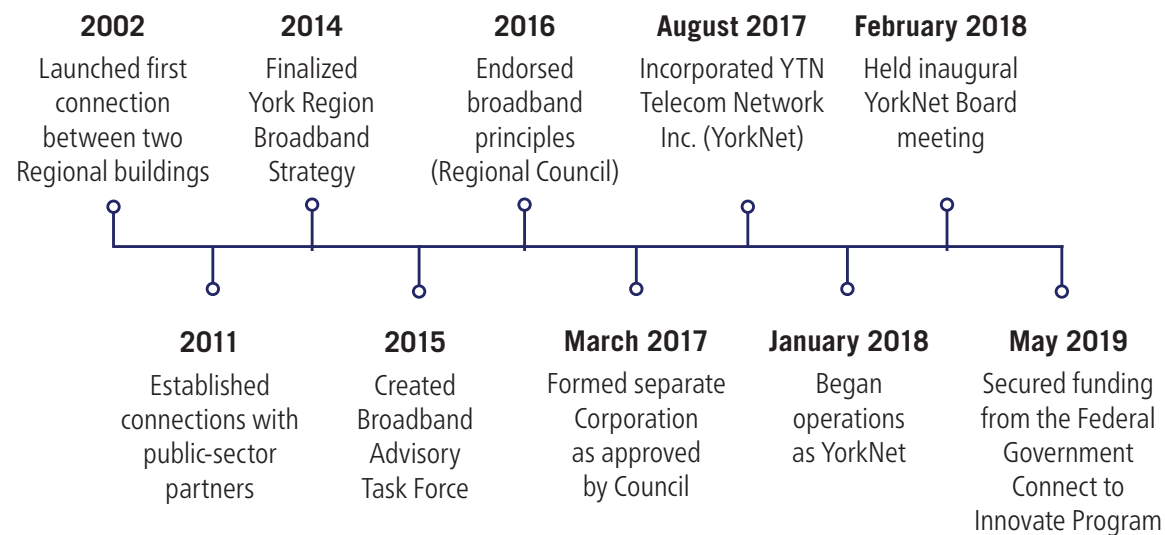 2002
Launched first
connection
between two
Regional buildings
2014
Finalized
York Region
Broadband
Strategy
2016
Endorsed
broadband
principles
(Regional Council)
August 2017
Incorporated YTN
Telecom Network
Inc. (YorkNet)
February 2018
Held inaugural
YorkNet Board
meeting
2011
Established
connections with
public-sector
partners
2015
Created
Broadband
Advisory
Task Force
March 2017
Formed separate
Corporation
as approved
by Council
January 2018
Began
operations
as YorkNet
May 2019
Secured funding
from the Federal
Government
Connect to
Innovate Program